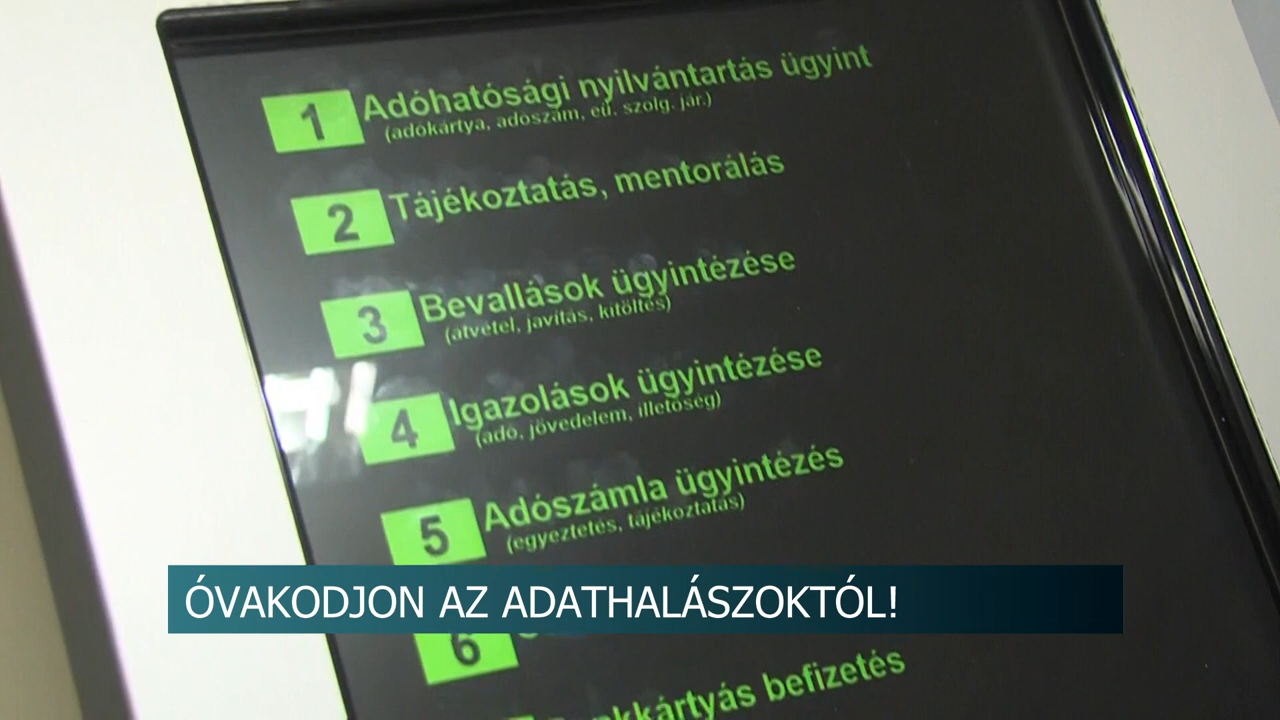 1 Adóhatósági nyilvántartás ügyint
(adókártya, adószám, eü. szolg. jár.)
2 Tájékoztatás, mentorálás
3 Bevallások ügyintézése
(átvétel, javítás, kitöltés)
4 Igazolások ügyintézése
(adó, jövedelem, illetőség)
5 Adószámla ügyintézés
(egyeztetés, tájékoztatás)
ÓVAKODJON AZ ADATHALÁSZOKTÓL!
6
befizetés